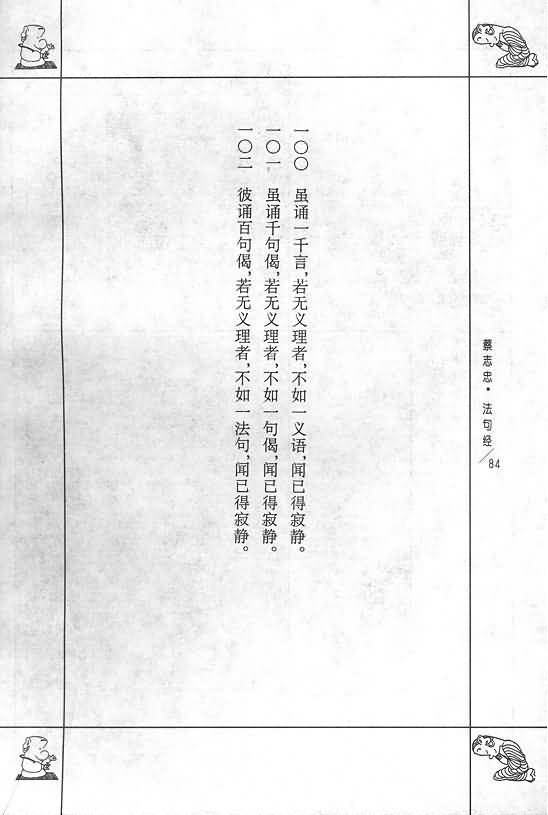 一〇〇 虽诵一千言,若无义理者,不如一义语,闻已得寂静。
一〇一 虽诵千句偈,若无义理者,不如一句偈,闻已得寂静。
一〇二 彼诵百句偈,若无义理者,不如一法句,闻已得寂静。
蔡志忠·法句经/84